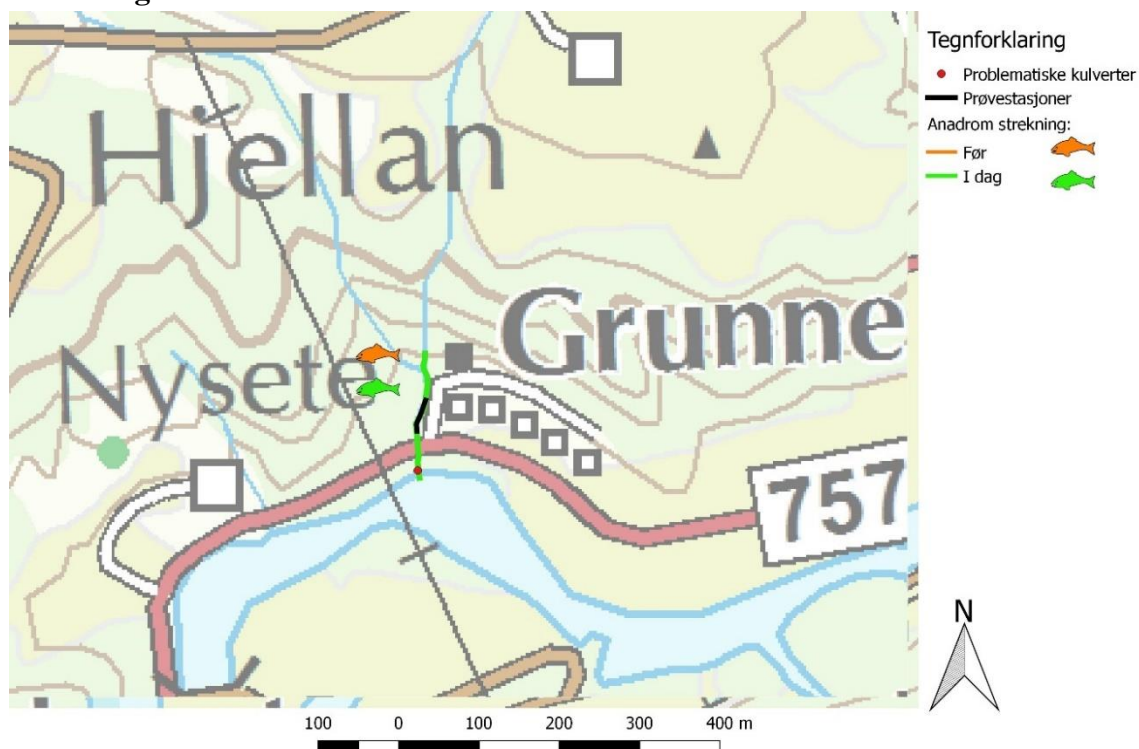 Hjellan
Nysete
Grunne
757
Tegnforklaring
Problematiske kulverter
Prøvestasjoner
Anadrom strekning:
Før
I dag
N
100 0 100 200 300 400 m